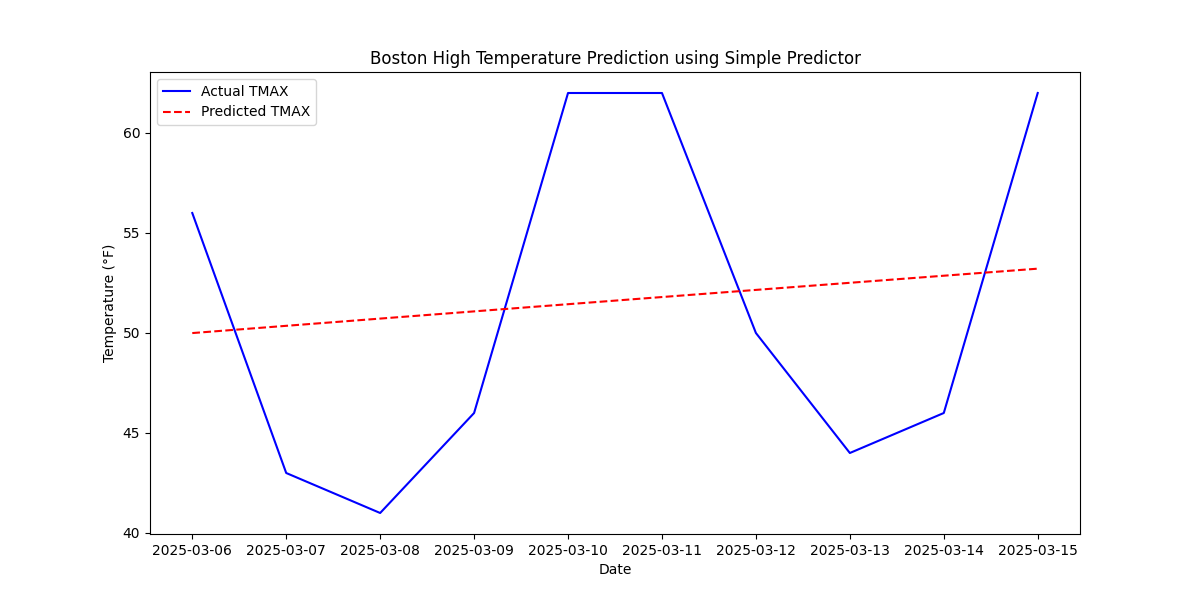 Boston High Temperature Prediction using Simple Predictor
Actual TMAX
Predicted TMAX
Temperature (°F)
60
55
50
45
40
2025-03-06 2025-03-07 2025-03-08 2025-03-09 2025-03-10 2025-03-11 2025-03-12 2025-03-13 2025-03-14 2025-03-15
Date